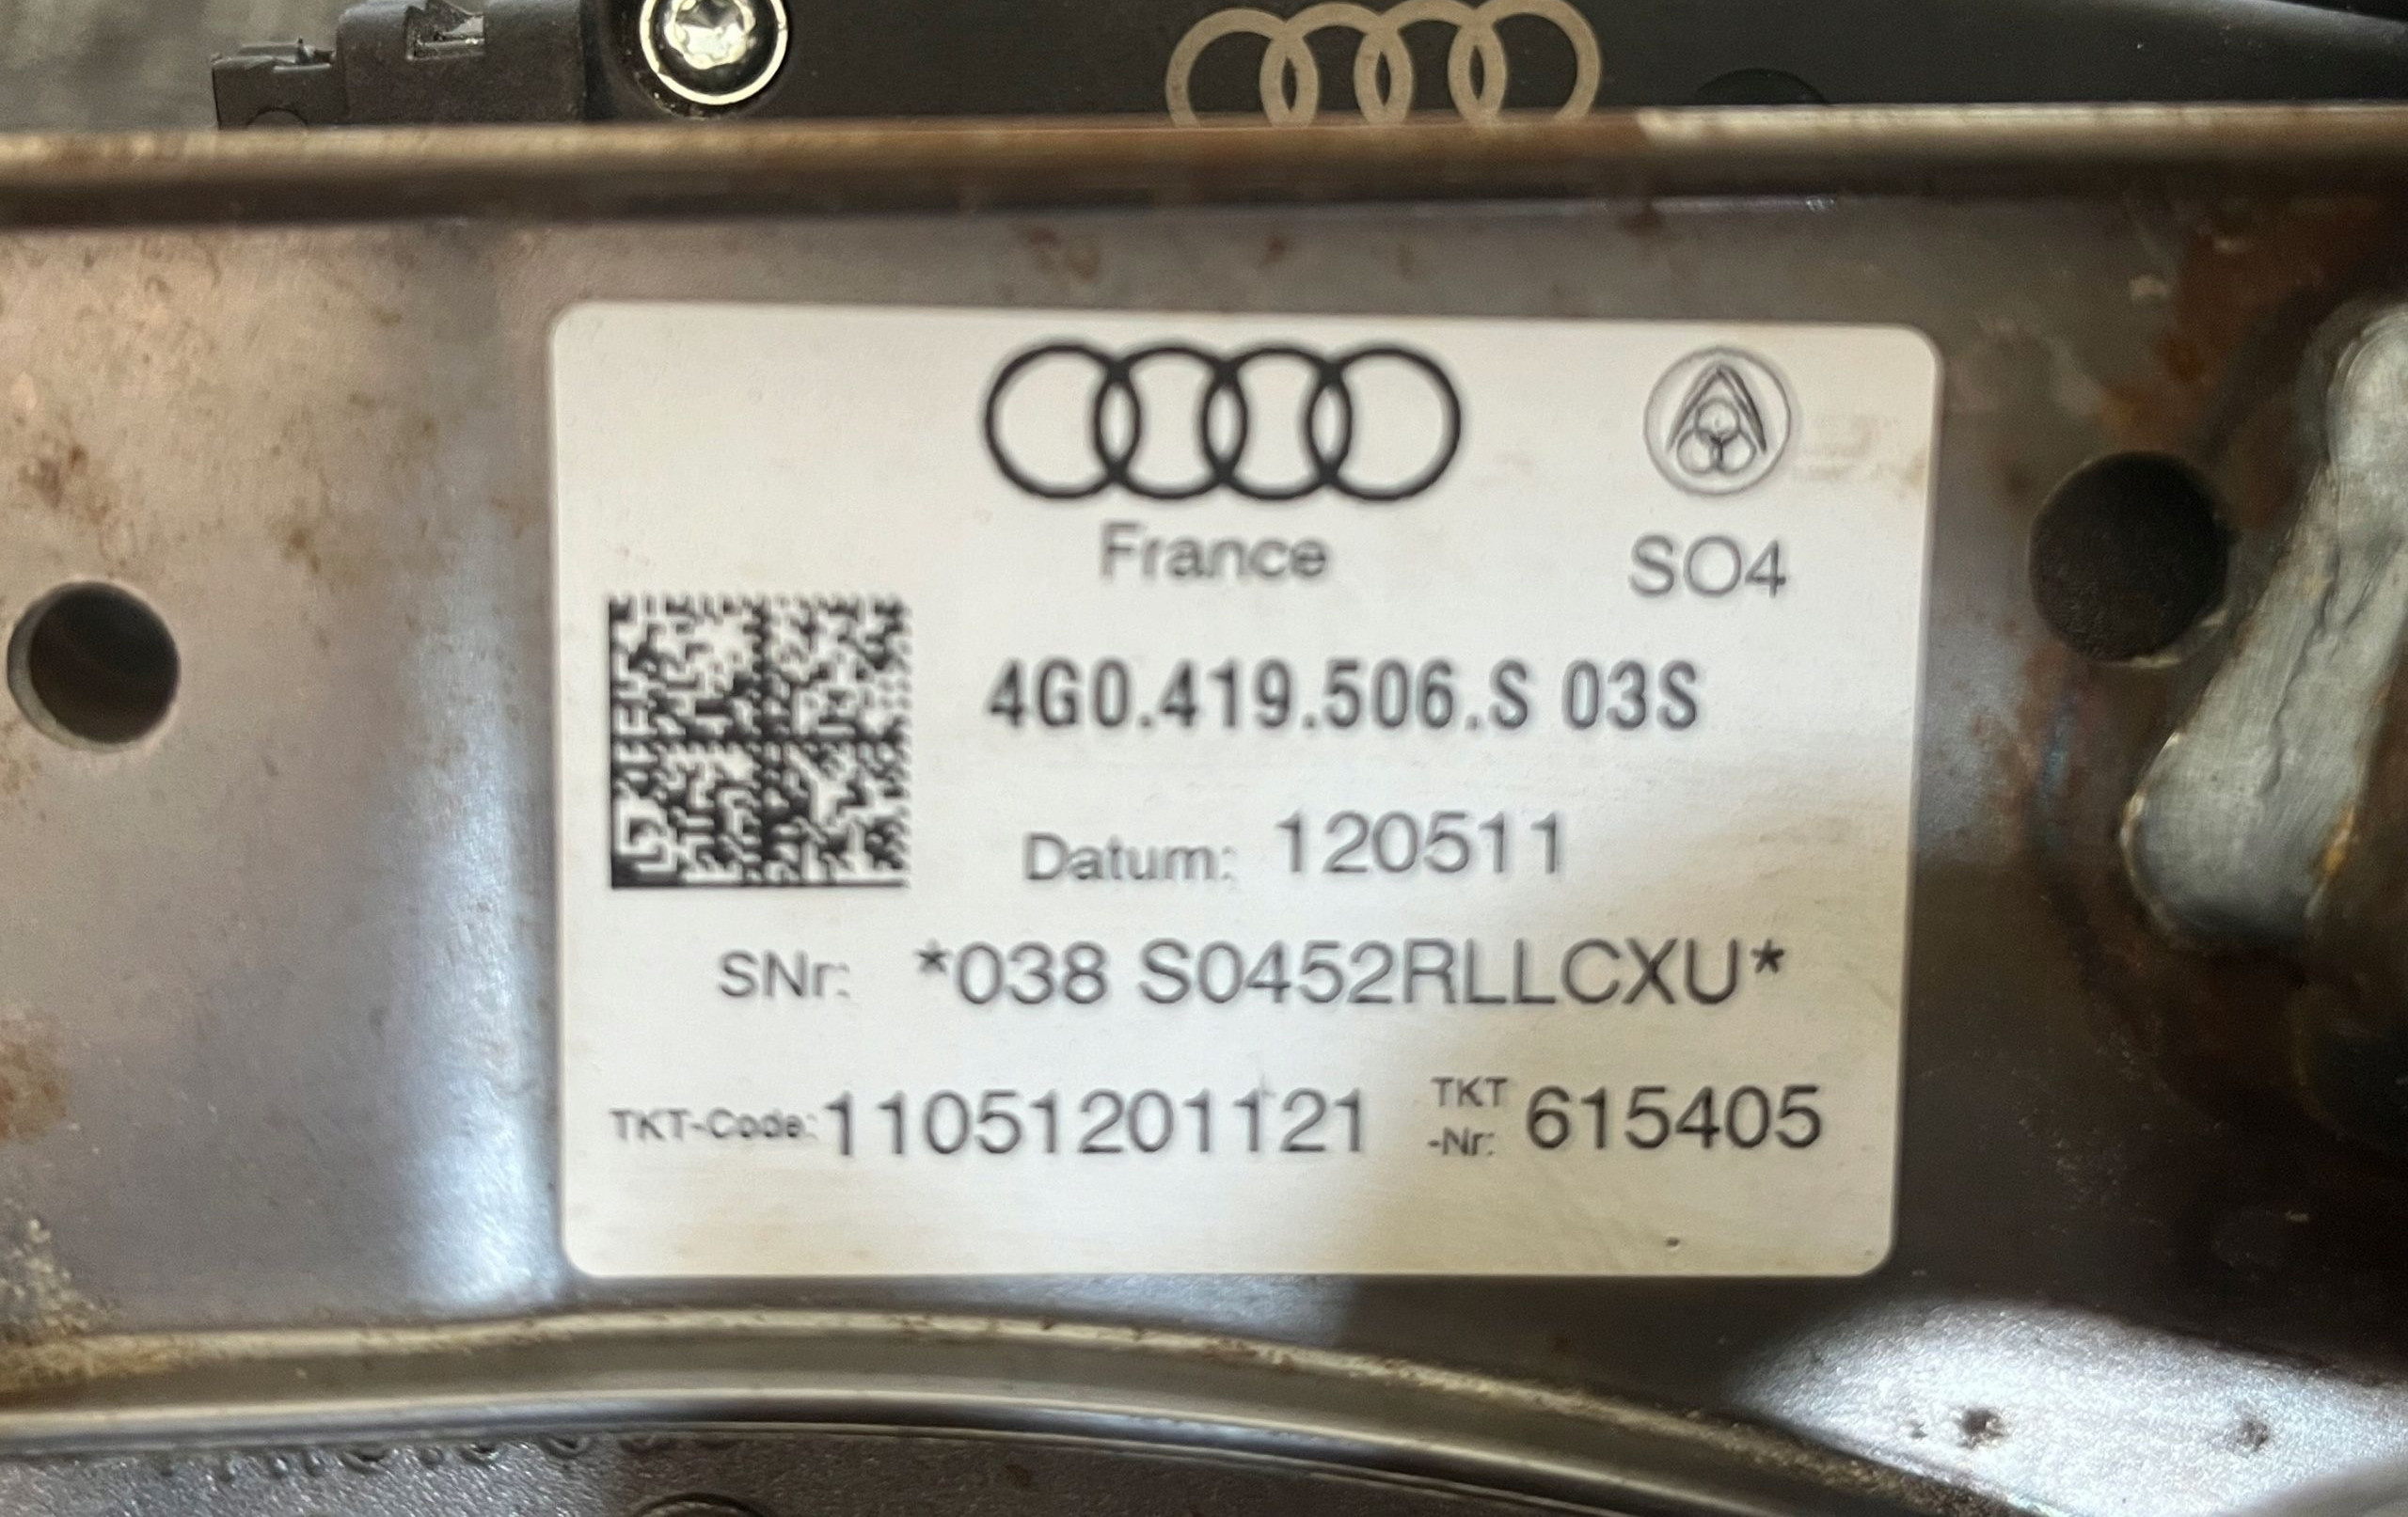 France
SO4
4G0.419.506.S 03S
Datum: 120511
SNr: *038 S0452RLLCXU*
TKT-Code: 11051201121 TKT-Nr: 615405